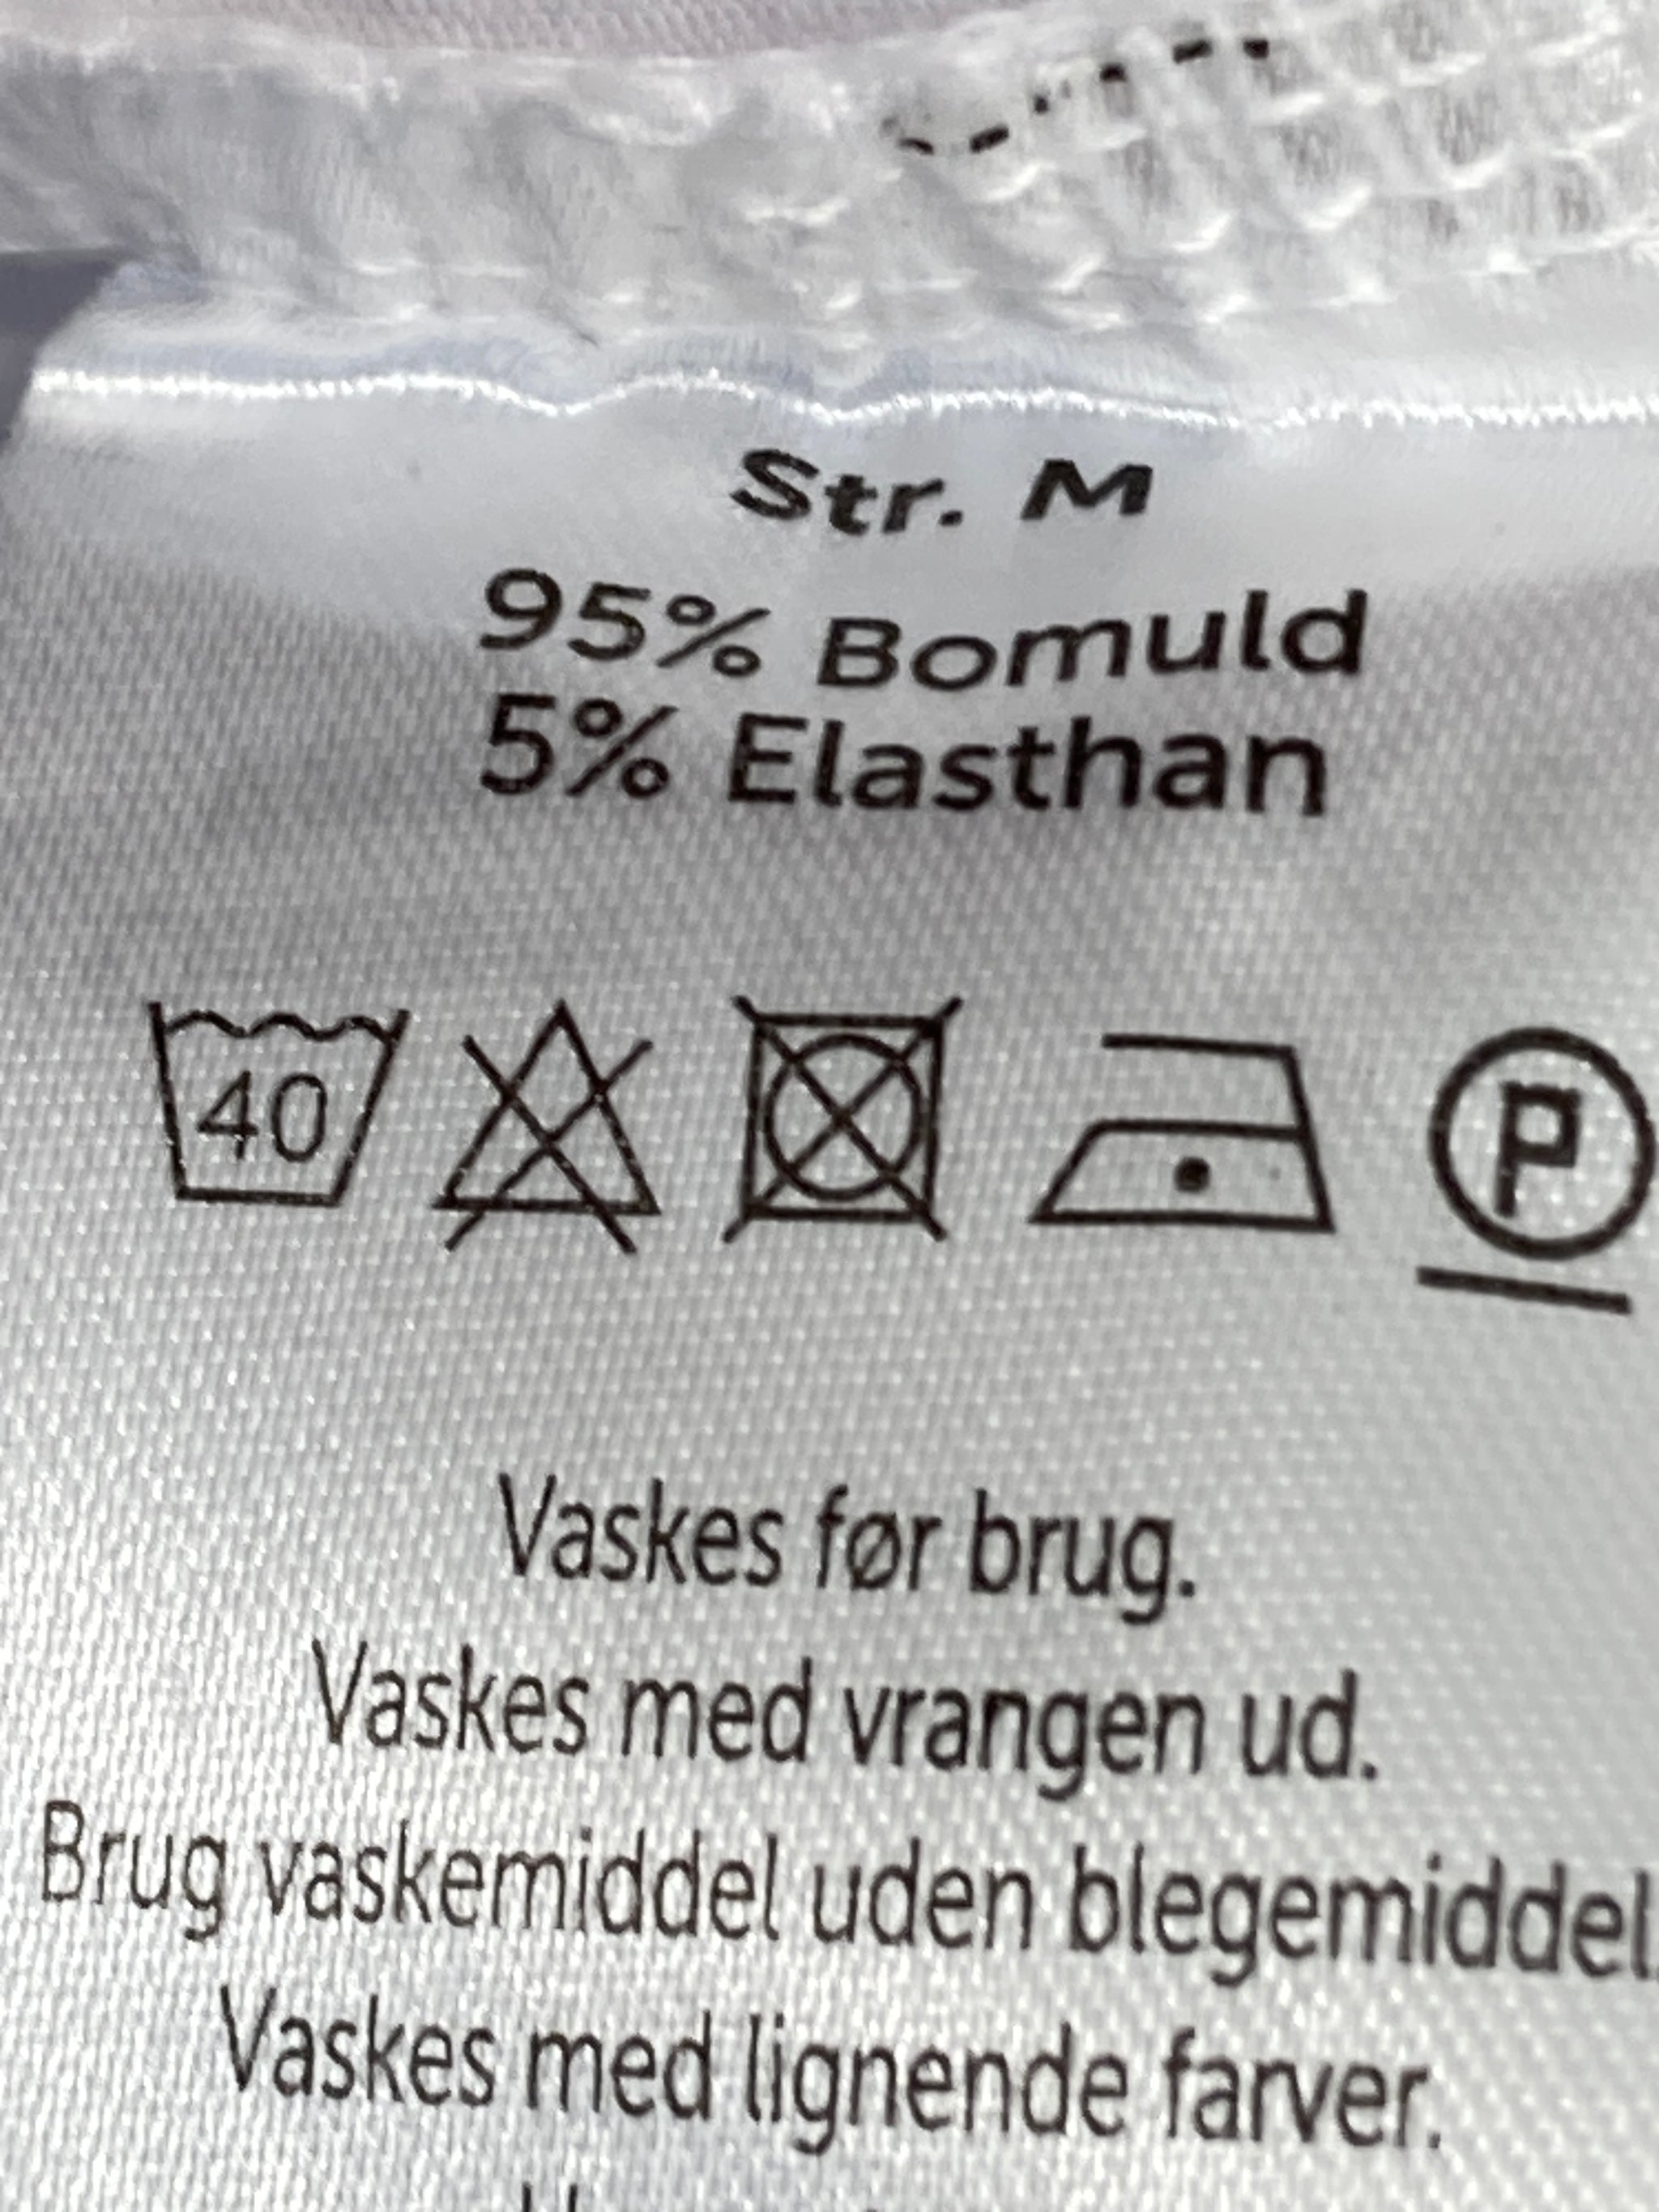 Str. M
95% Bomuld
5% Elasthan
40
P
Vaskes før brug.
Vaskes med vrangen ud.
Brug vaskemiddel uden blegemiddel.
Vaskes med lignende farver.